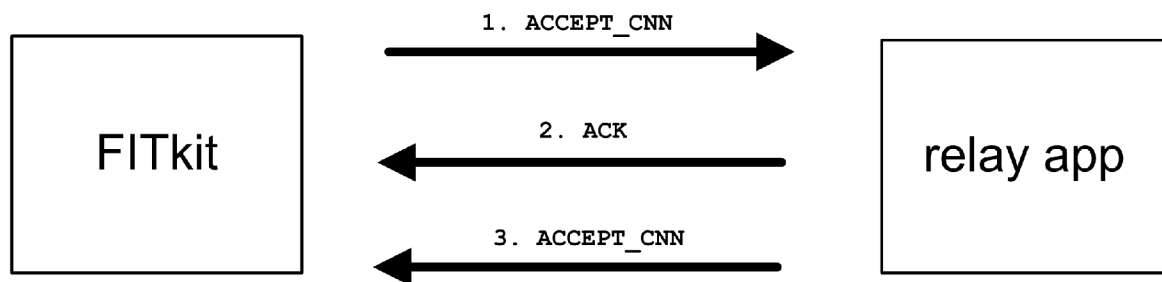 1. ACCEPT_CNN
FITkit
2. ACK
relay app
3. ACCEPT_CNN